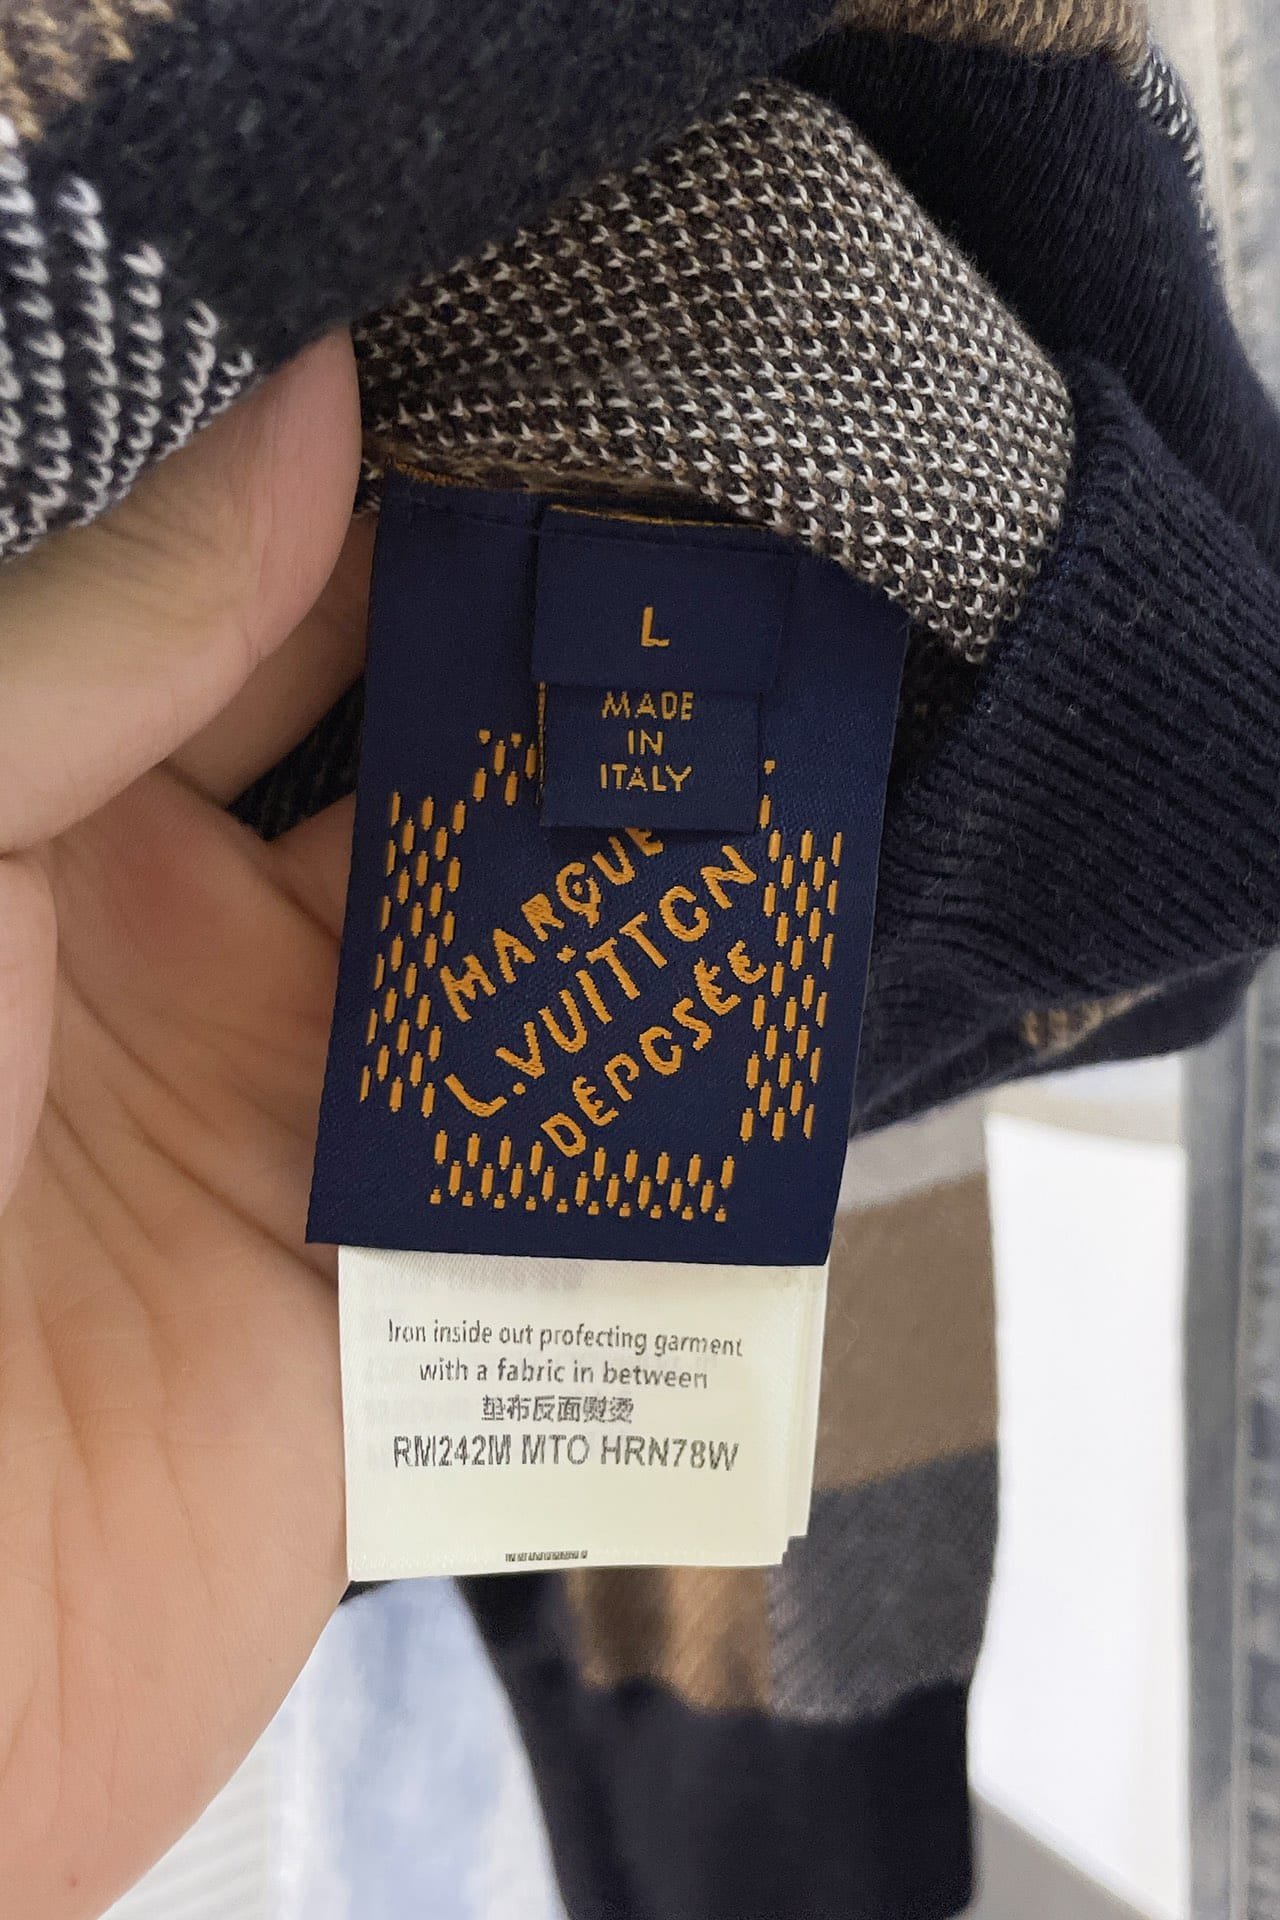 L
MADE
IN
ITALY
MARQUE
L.VUITTON
DÉPOSÉE
Iron inside out profecting garment
with a fabric in between
垫布反面熨烫
RM242M MTO HRN78W